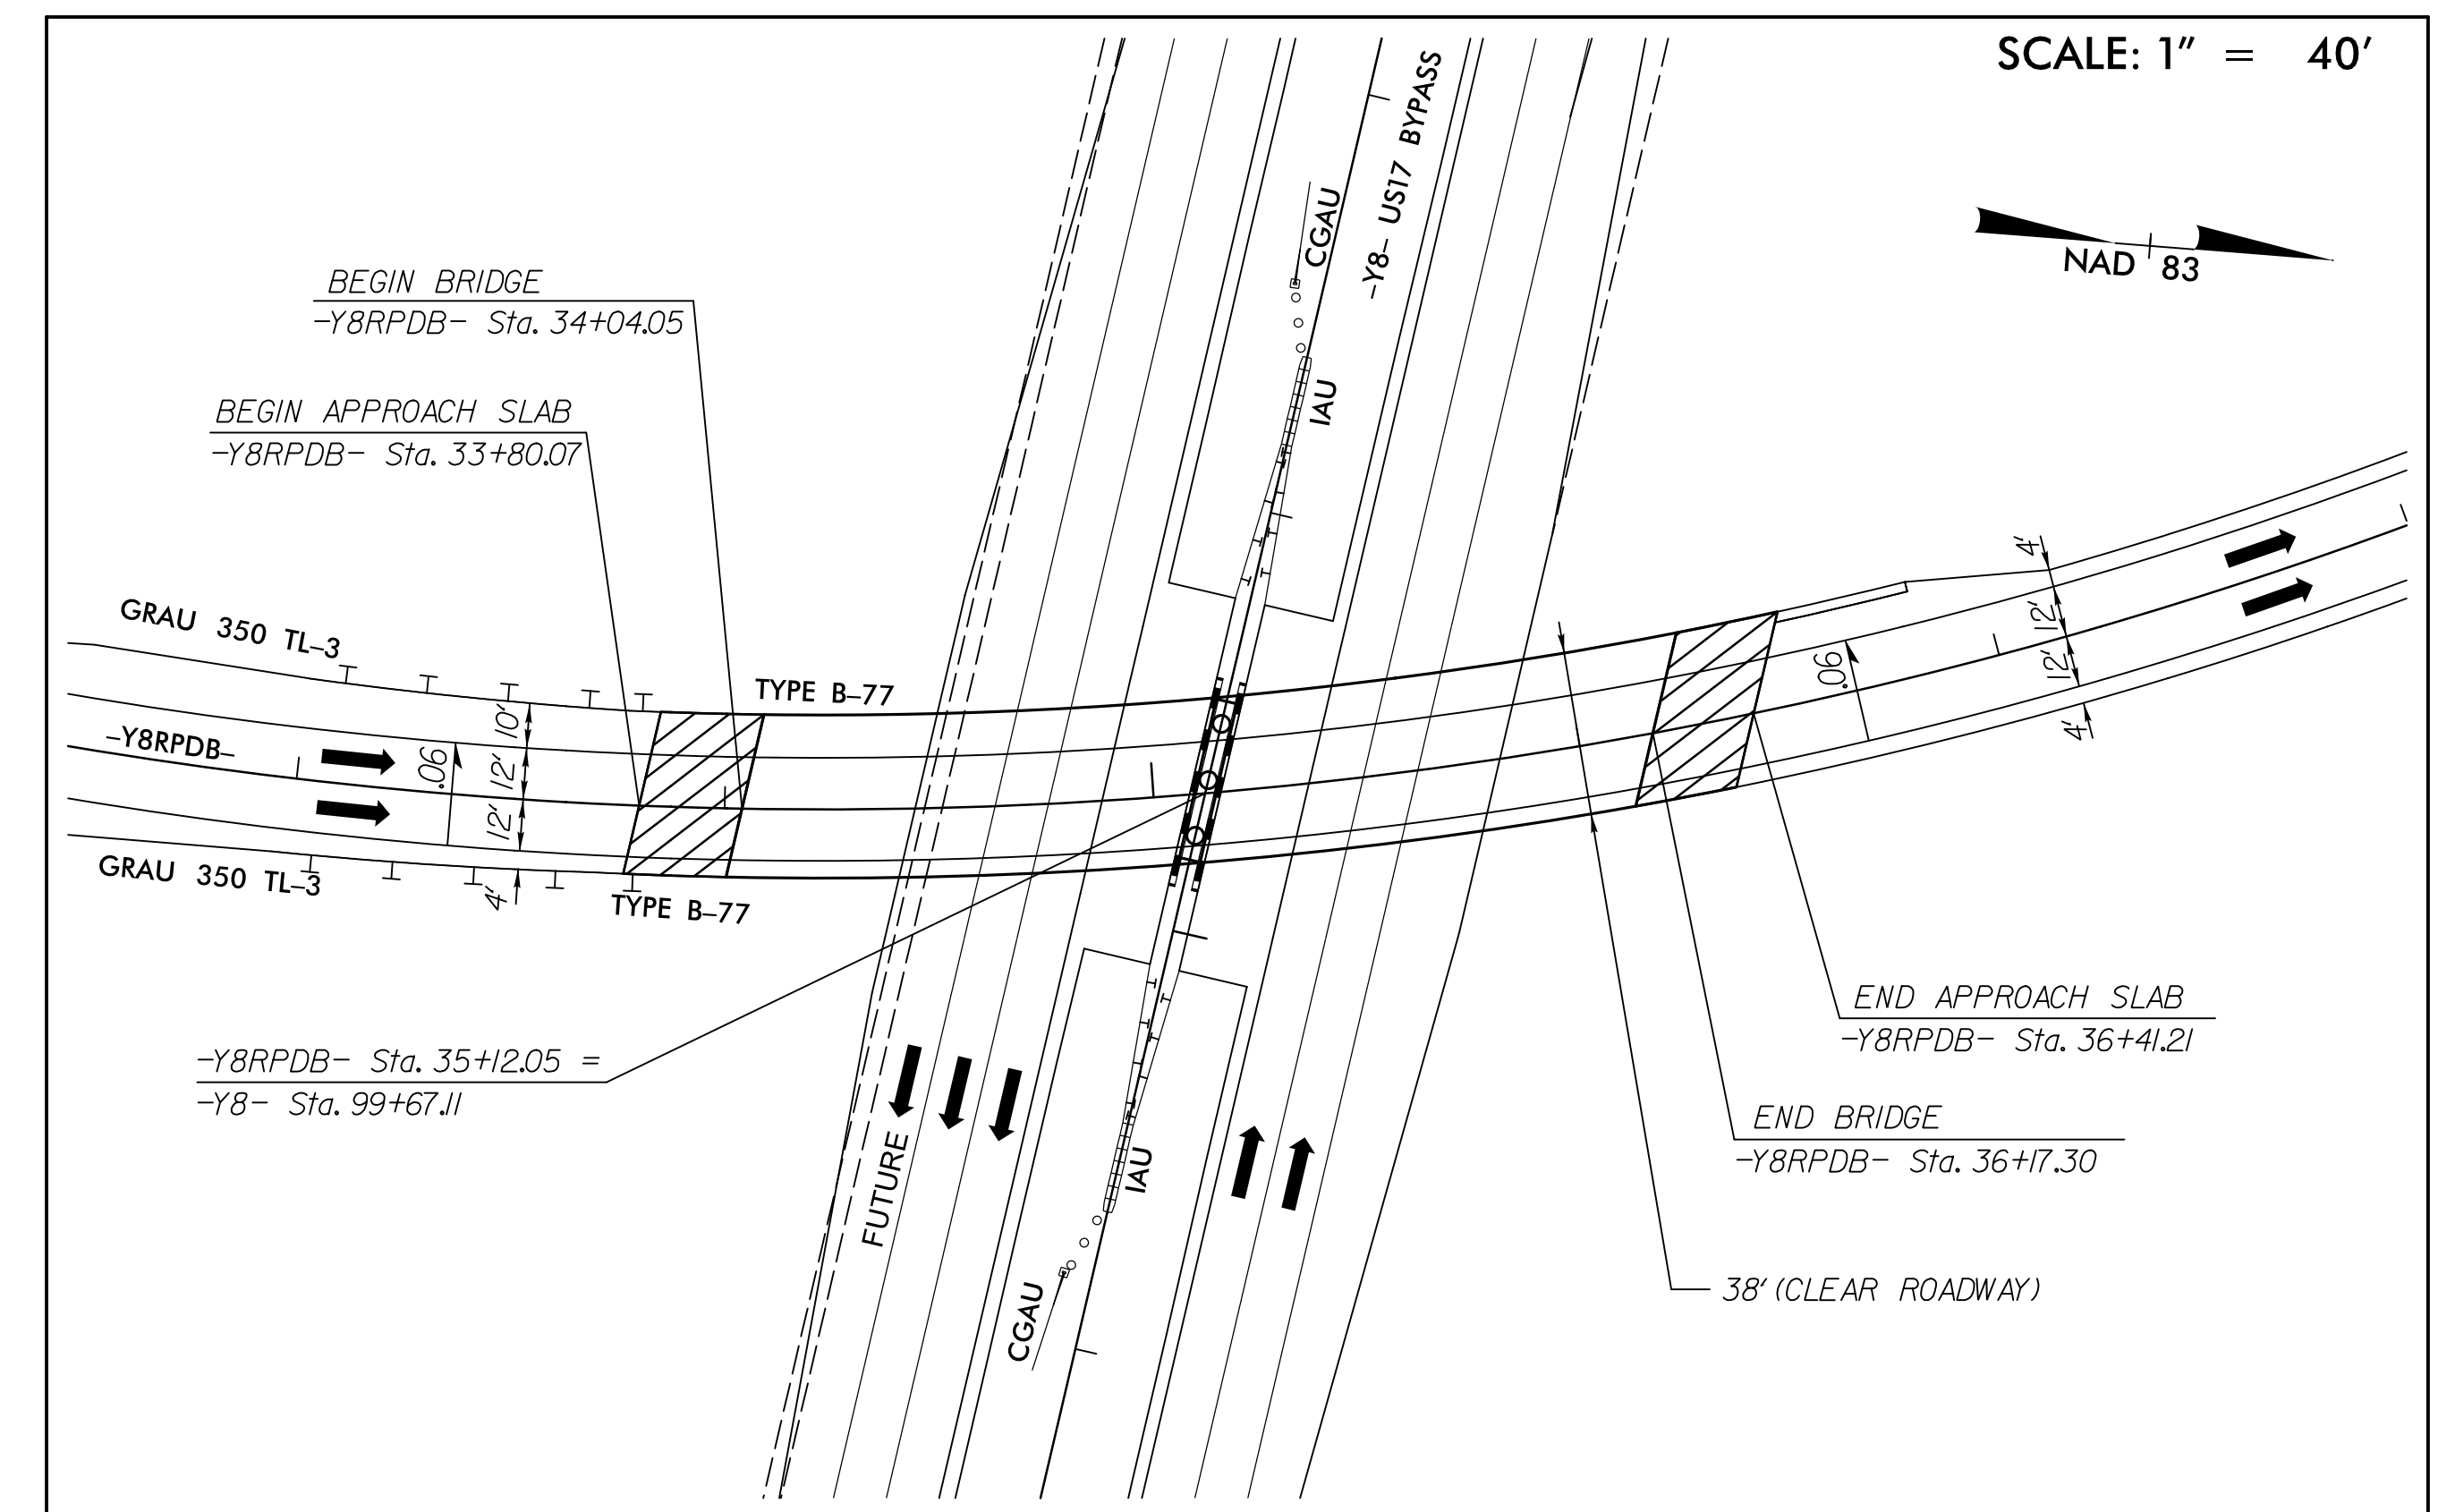 SCALE: 1" = 40'
-Y8- US17 BYPASS
CGAU
NAD 83
BEGIN BRIDGE
-Y8RPDB- Sta. 34+04.05
IAU
BEGIN APPROACH SLAB
-Y8RPDB- Sta. 33+80.07
GRAU 350 TL-3
4'
12'
12'
4'
.06
TYPE B-77
-Y8RPDB-
10'
12'
12'
4'
.06
GRAU 350 TL-3
TYPE B-77
END APPROACH SLAB
-Y8RPDB- Sta. 36+41.21
-Y8RPDB- Sta. 35+12.05 =
-Y8- Sta. 99+67.11
END BRIDGE
-Y8RPDB- Sta. 36+17.30
FUTURE
IAU
38' (CLEAR ROADWAY)
CGAU